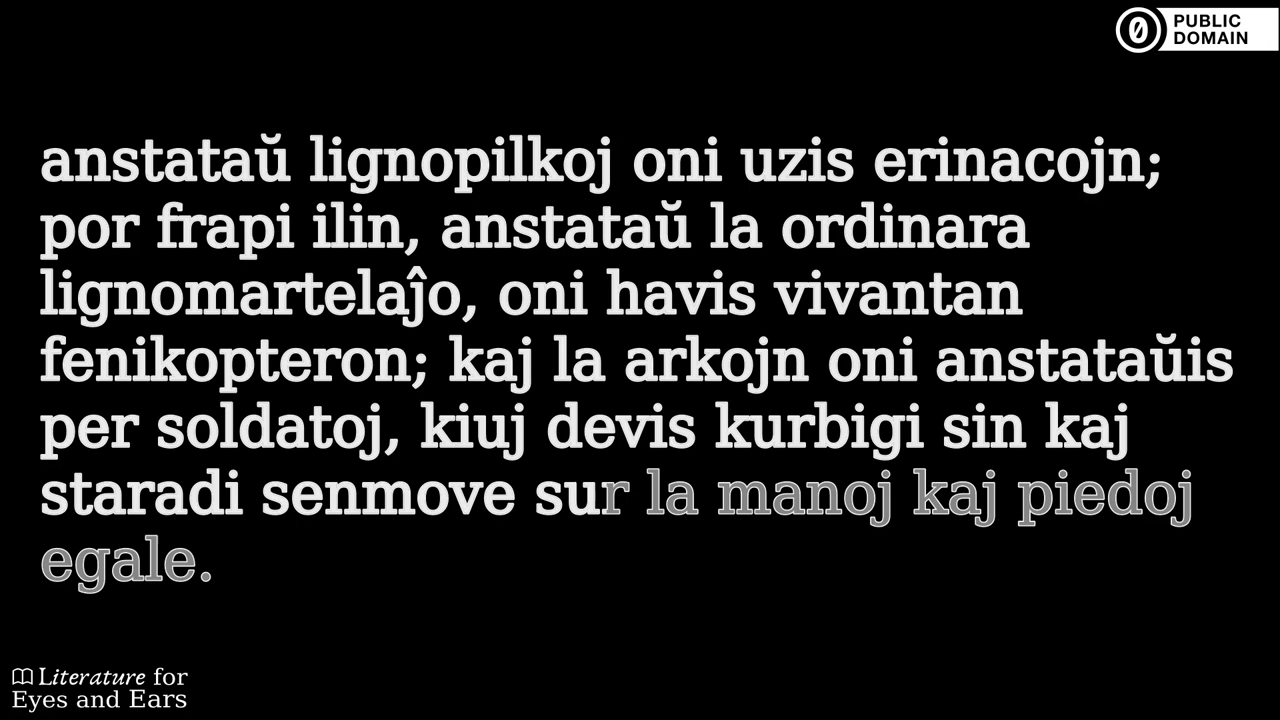 PUBLIC
DOMAIN
anstataŭ lignopilkoj oni uzis erinacojn;
por frapi ilin, anstataŭ la ordinara
lignomartelaĵo, oni havis vivantan
fenikopteron; kaj la arkojn oni anstataŭis
per soldatoj, kiuj devis kurbigi sin kaj
staradi senmove sur la manoj kaj piedoj
egale.
Literature for
Eyes and Ears